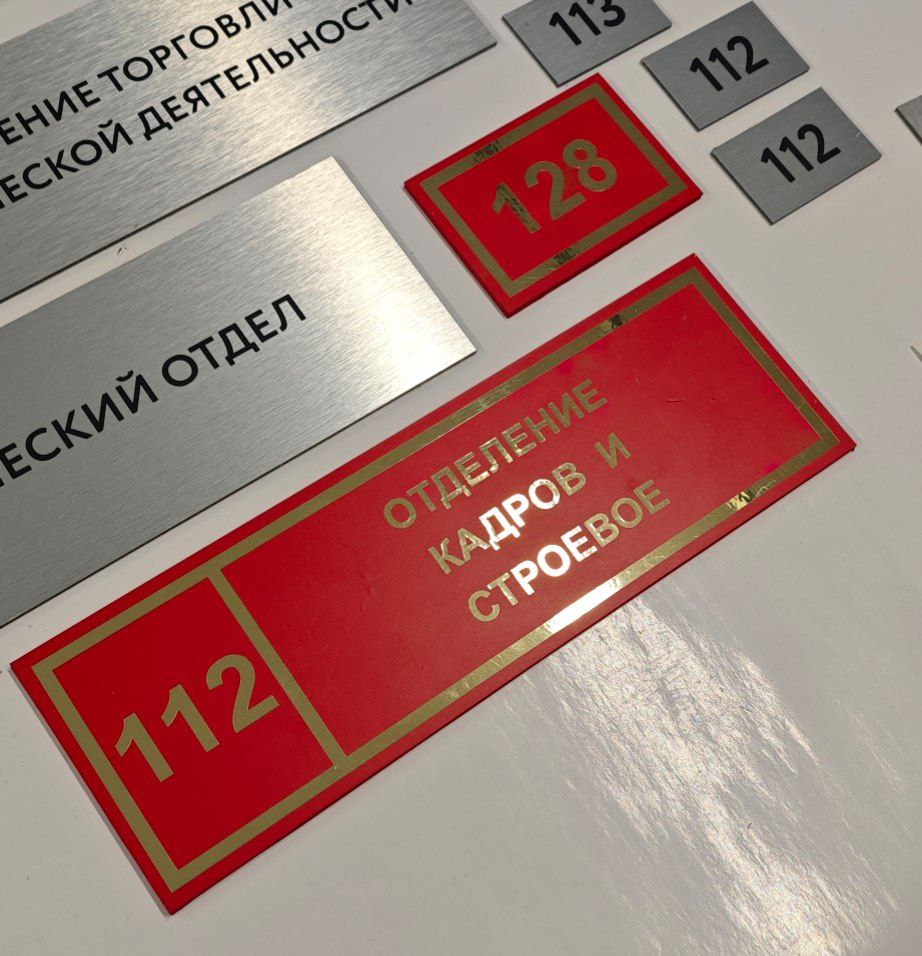 ЕНИЕ ТОРГОВЛИ
ЕСКОЙ ДЕЯТЕЛЬНОСТИ
113
112
112
128
ЕСКИЙ ОТДЕЛ
ОТДЕЛЕНИЕ
КАДРОВ И
СТРОЕВОЕ
112